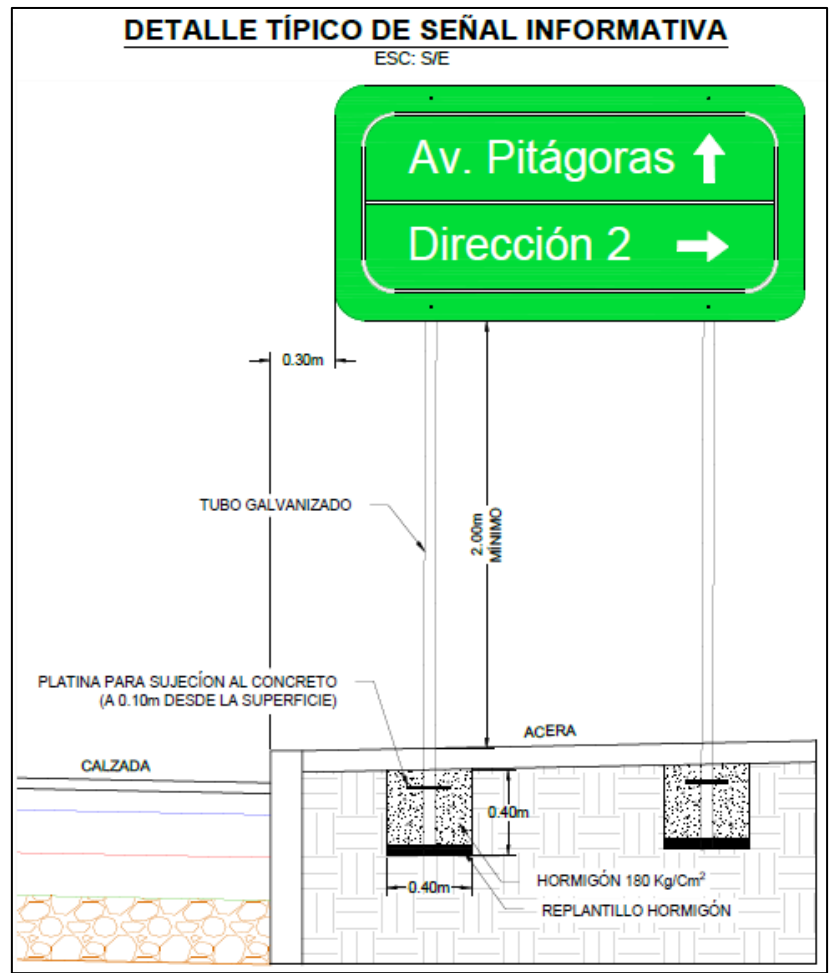 DETALLE TÍPICO DE SEÑAL INFORMATIVA
ESC: S/E
Av. Pitágoras
Dirección 2
0.30m
TUBO GALVANIZADO
2.00m
MÍNIMO
PLATINA PARA SUJECÍON AL CONCRETO
(A 0.10m DESDE LA SUPERFICIE)
ACERA
CALZADA
0.40m
0.40m
HORMIGÓN 180 Kg/Cm²
REPLANTILLO HORMIGÓN